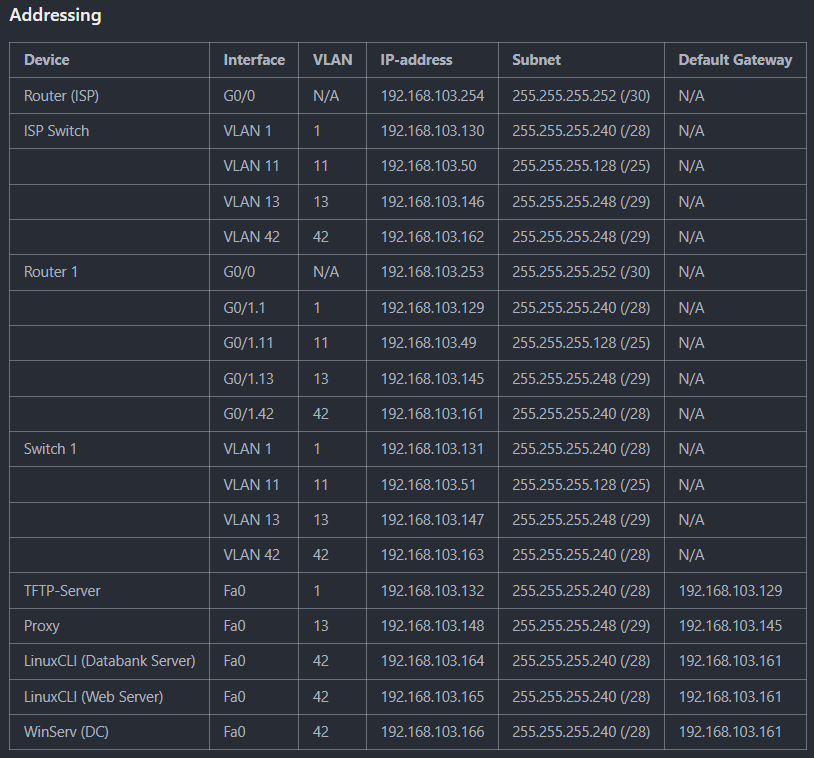 Addressing
Device Interface VLAN IP-address Subnet Default Gateway
Router (ISP) G0/0 N/A 192.168.103.254 255.255.255.252 (/30) N/A
ISP Switch VLAN 1 1 192.168.103.130 255.255.255.240 (/28) N/A
VLAN 11 11 192.168.103.50 255.255.255.128 (/25) N/A
VLAN 13 13 192.168.103.146 255.255.255.248 (/29) N/A
VLAN 42 42 192.168.103.162 255.255.255.248 (/29) N/A
Router 1 G0/0 N/A 192.168.103.253 255.255.255.252 (/30) N/A
G0/1.1 1 192.168.103.129 255.255.255.240 (/28) N/A
G0/1.11 11 192.168.103.49 255.255.255.128 (/25) N/A
G0/1.13 13 192.168.103.145 255.255.255.248 (/29) N/A
G0/1.42 42 192.168.103.161 255.255.255.240 (/28) N/A
Switch 1 VLAN 1 1 192.168.103.131 255.255.255.240 (/28) N/A
VLAN 11 11 192.168.103.51 255.255.255.128 (/25) N/A
VLAN 13 13 192.168.103.147 255.255.255.248 (/29) N/A
VLAN 42 42 192.168.103.163 255.255.255.240 (/28) N/A
TFTP-Server Fa0 1 192.168.103.132 255.255.255.240 (/28) 192.168.103.129
Proxy Fa0 13 192.168.103.148 255.255.255.248 (/29) 192.168.103.145
LinuxCLI (Databank Server) Fa0 42 192.168.103.164 255.255.255.240 (/28) 192.168.103.161
LinuxCLI (Web Server) Fa0 42 192.168.103.165 255.255.255.240 (/28) 192.168.103.161
WinServ (DC) Fa0 42 192.168.103.166 255.255.255.240 (/28) 192.168.103.161